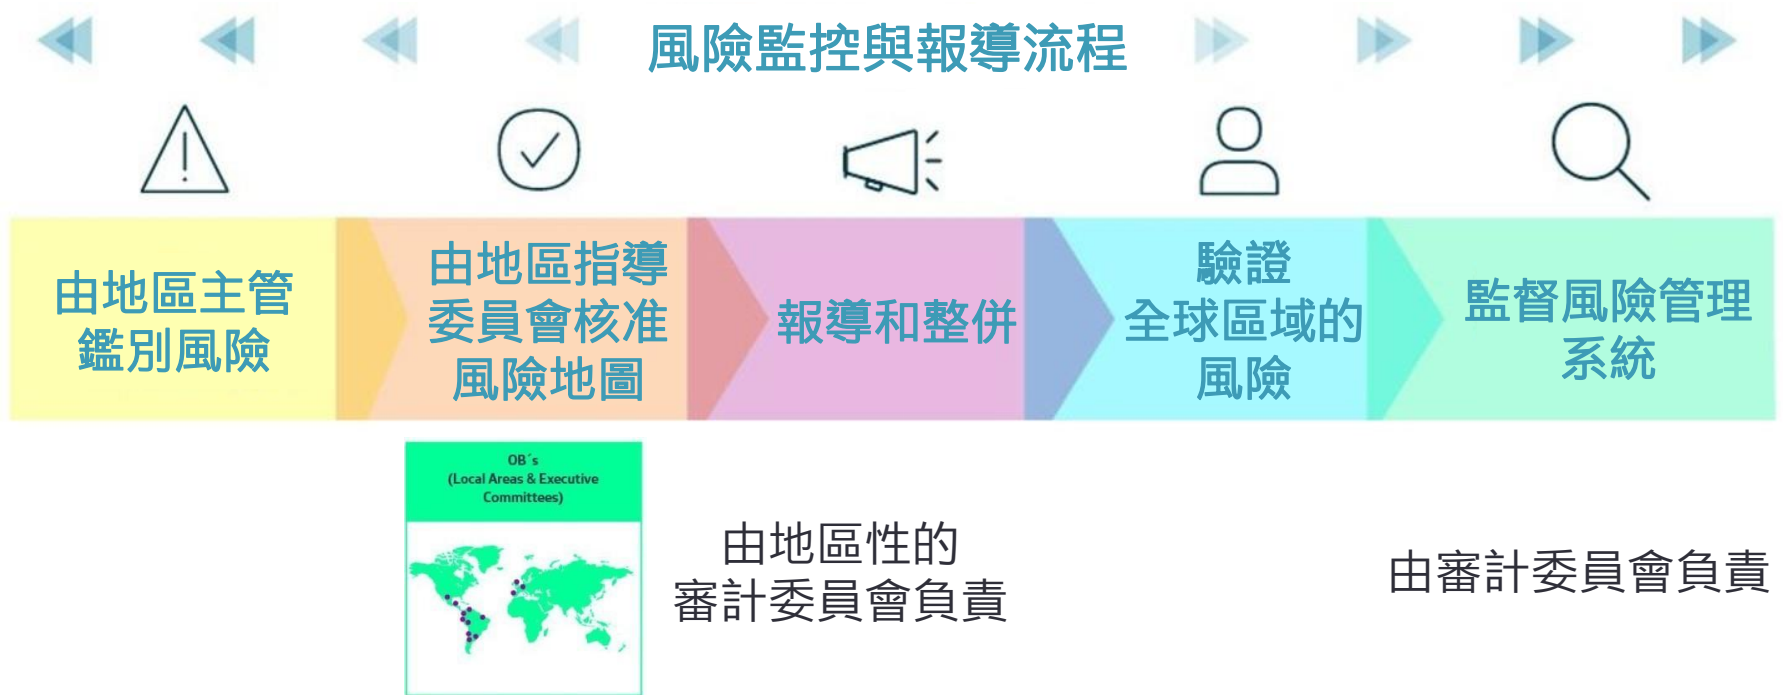 風險監控與報導流程
由地區主管
鑑別風險
由地區指導
委員會核准
風險地圖
報導和整併
驗證
全球區域的
風險
監督風險管理
系統
OB´s
(Local Areas & Executive
Committees)
由地區性的
審計委員會負責
由審計委員會負責